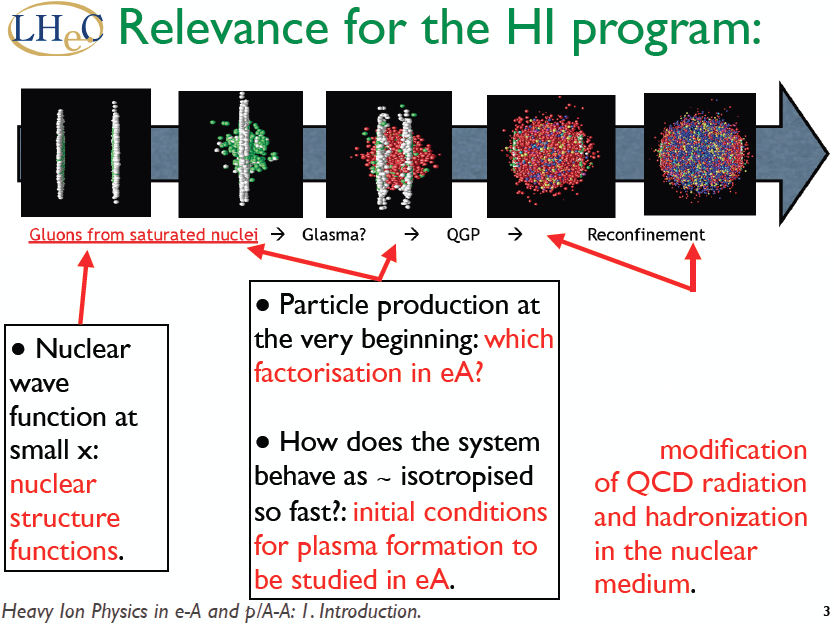 LHeC Relevance for the HI program:
Gluons from saturated nuclei → Glasma? → QGP → Reconfinement
● Nuclear
wave
function at
small x:
nuclear
structure
functions.
● Particle production at
the very beginning: which
factorisation in eA?
● How does the system
behave as ~ isotropised
so fast?: initial conditions
for plasma formation to
be studied in eA.
modification
of QCD radiation
and hadronization
in the nuclear
medium.
Heavy Ion Physics in e-A and p/A-A: 1. Introduction.
3